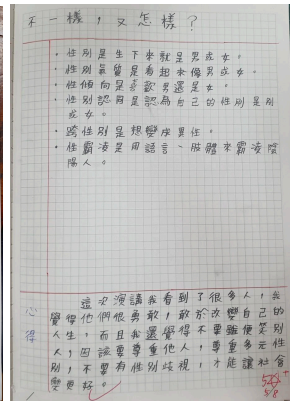 不一樣，又怎樣？
・性別是生下來就是男或女。
・性別氣質是看起來像男或女。
・性傾向是喜歡男還是女。
・性別認同是認為自己的性別是別
或女。
・跨性別是想變成異性。
・性霸凌是用語言、肢體來霸凌陰
陽人。
心得
這次演講我看到了很多人，我
覺得他們很勇敢，敢於改變自己的
人生，而且我還覺得不要隨便笑別
人，因該要尊重他人，尊重多元性
別，不要有性別歧視，才能讓社會
變更好。
5/8